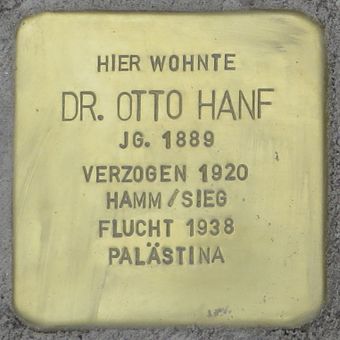 HIER WOHNTE
DR. OTTO HANF
JG. 1889
VERZOGEN 1920
HAMM/SIEG
FLUCHT 1938
PALÄSTINA